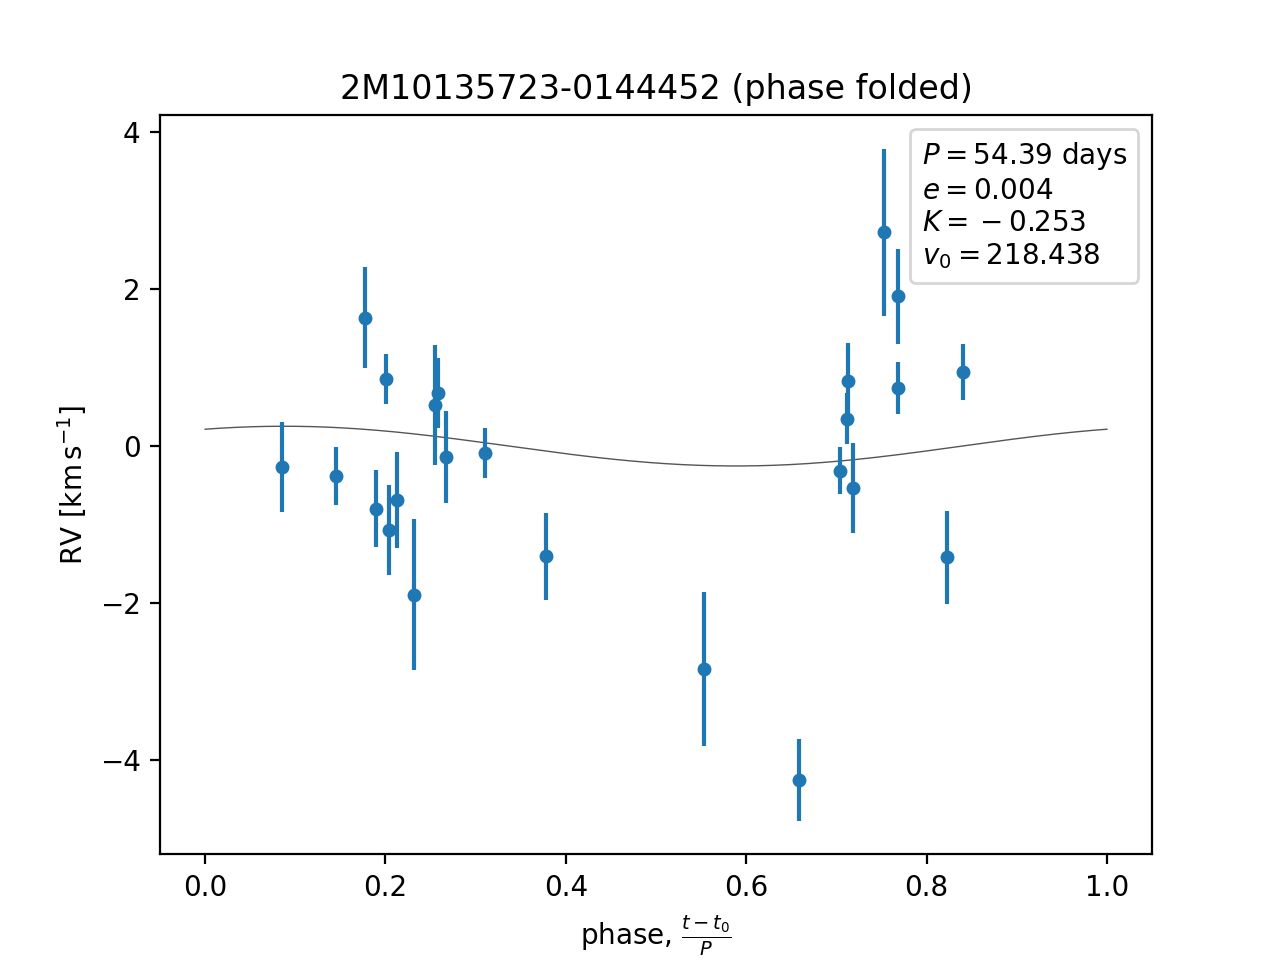 2M10135723-0144452 (phase folded)
P = 54.39 days
e = 0.004
K = −0.253
v₀ = 218.438
4
2
0
−2
−4
RV [km s⁻¹]
0.0 0.2 0.4 0.6 0.8 1.0
phase, (t − t₀)/P